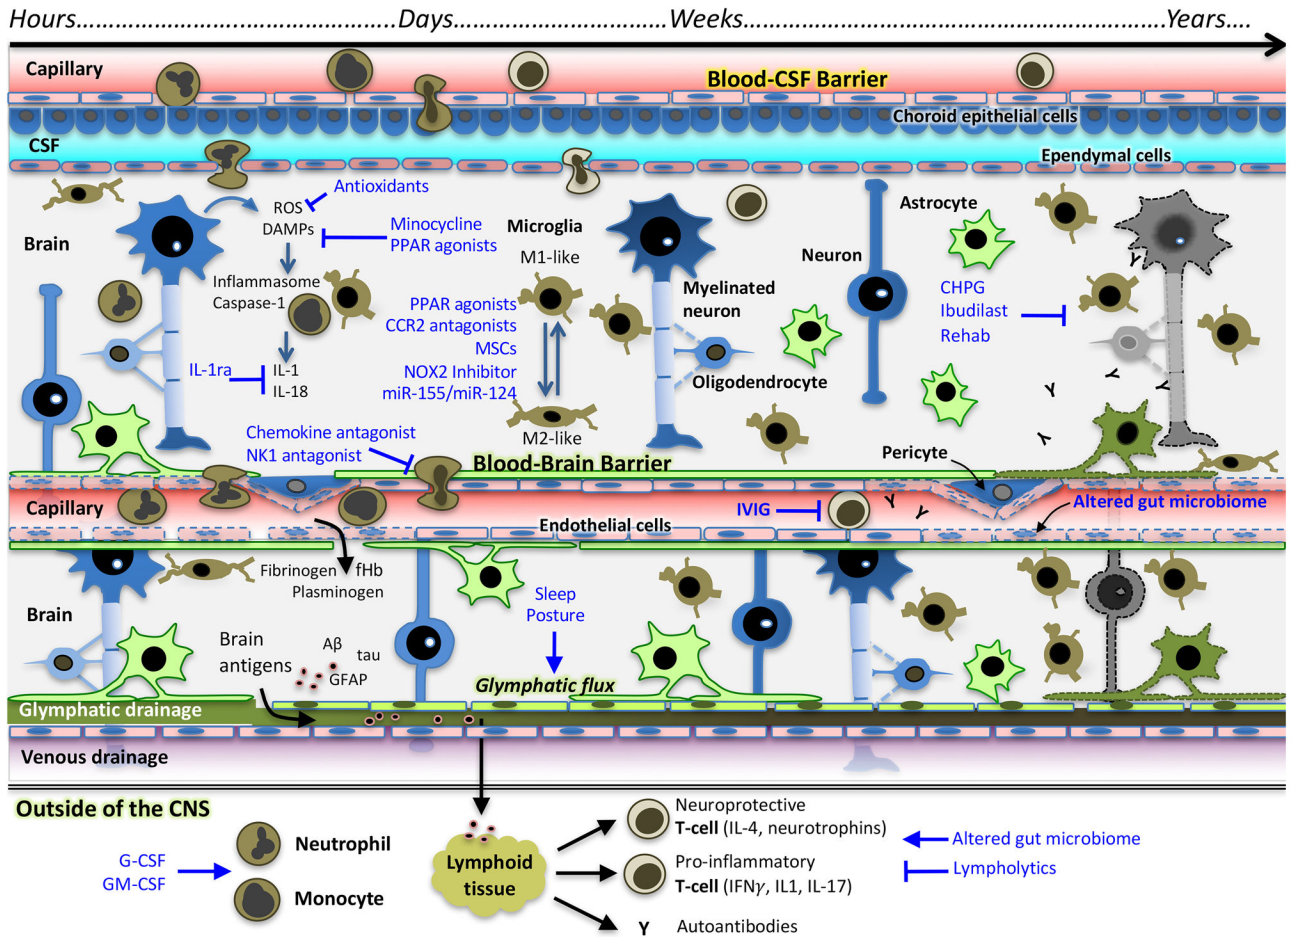 Hours.............................................Days..............................Weeks............................................................Years....
Capillary
Blood-CSF Barrier
Choroid epithelial cells
CSF
Ependymal cells
Antioxidants
ROS
DAMPs
Minocycline
PPAR agonists
Microglia
M1-like
Astrocyte
Brain
Neuron
Inflammasome
Caspase-1
Myelinated
neuron
CHPG
Ibudilast
Rehab
PPAR agonists
CCR2 antagonists
MSCs
NOX2 Inhibitor
miR-155/miR-124
IL-1ra
IL-1
IL-18
Oligodendrocyte
M2-like
Chemokine antagonist
NK1 antagonist
Blood-Brain Barrier
Pericyte
Capillary
IVIG
Altered gut microbiome
Endothelial cells
Fibrinogen fHb
Plasminogen
Brain
Sleep
Posture
Brain
antigens
Aβ
tau
GFAP
Glymphatic flux
Glymphatic drainage
Venous drainage
Outside of the CNS
G-CSF
GM-CSF
Neutrophil
Monocyte
Lymphoid
tissue
Neuroprotective
T-cell (IL-4, neurotrophins)
Pro-inflammatory
T-cell (IFNγ, IL1, IL-17)
Autoantibodies
Altered gut microbiome
Lympholytics